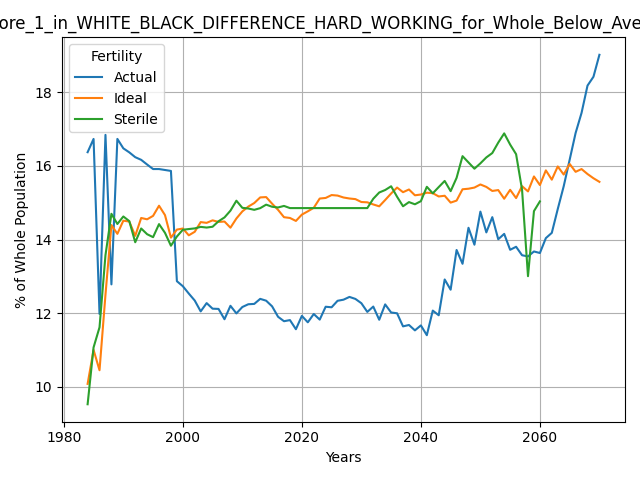 ore_1_in_WHITE_BLACK_DIFFERENCE_HARD_WORKING_for_Whole_Below_Ave
Fertility
Actual
Ideal
Sterile
% of Whole Population
18
16
14
12
10
1980
2000
2020
2040
2060
Years